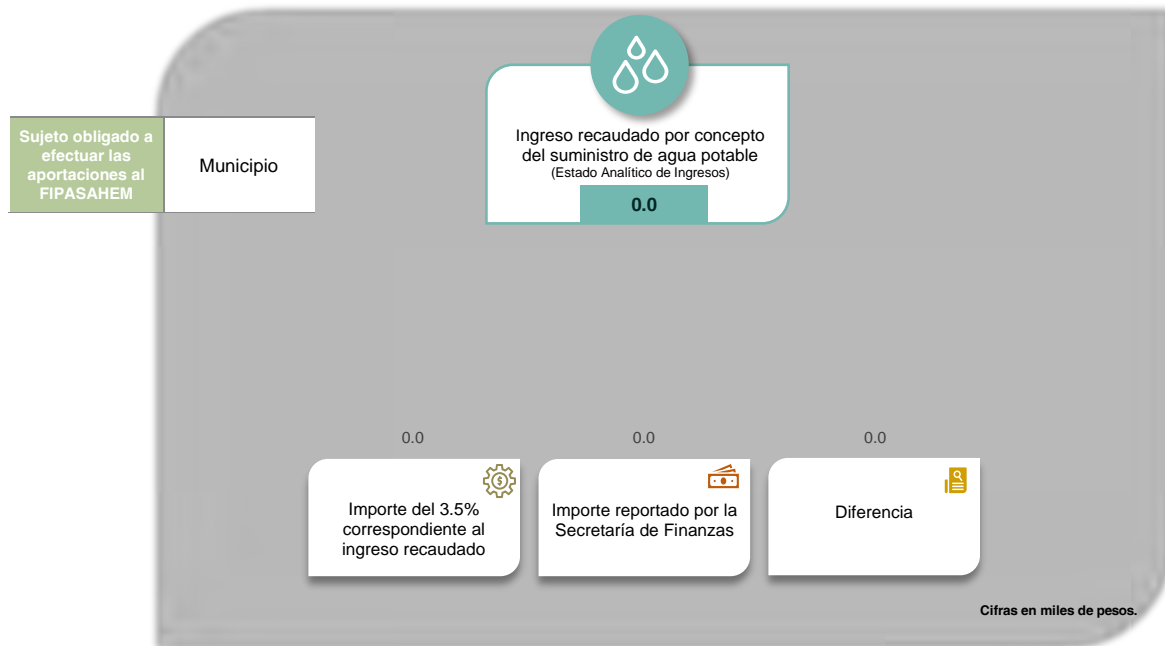 Sujeto obligado a
efectuar las
aportaciones al
FIPASAHEM
Municipio
Ingreso recaudado por concepto
del suministro de agua potable
(Estado Analítico de Ingresos)
0.0
0.0
0.0
0.0
Importe del 3.5%
correspondiente al
ingreso recaudado
Importe reportado por la
Secretaría de Finanzas
Diferencia
Cifras en miles de pesos.